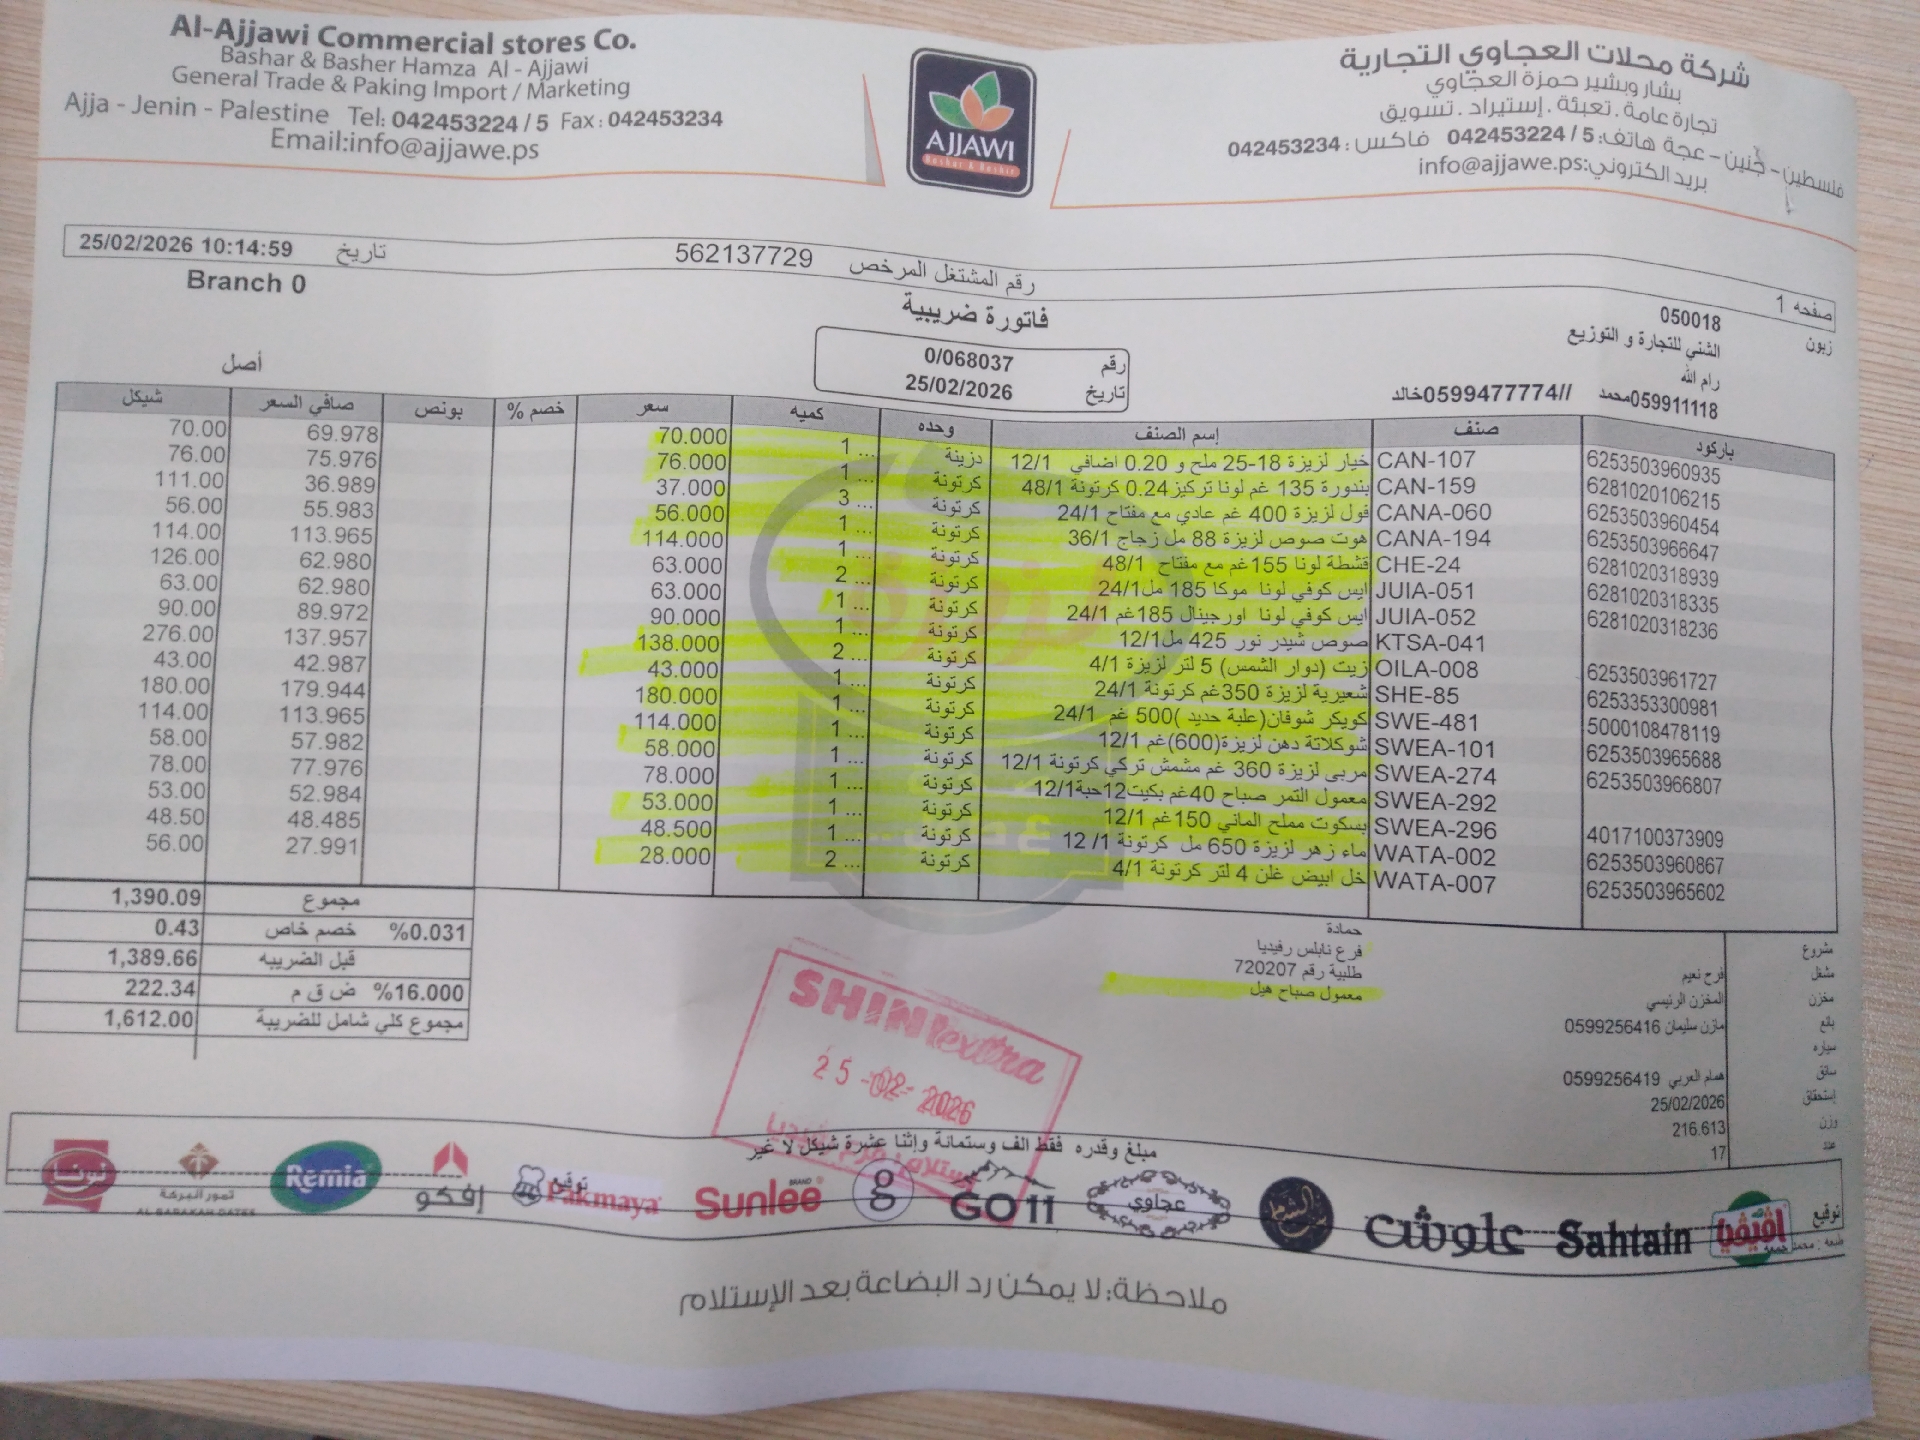 Al-Ajjawi Commercial stores Co.
Bashar & Basher Hamza Al - Ajjawi
General Trade & Paking Import / Marketing
Ajja - Jenin - Palestine Tel: 042453224 / 5 Fax : 042453234
Email:info@ajjawe.ps
AJJAWI
Bashar & Bashir
شركة محلات العجاوي التجارية
بشار وبشير حمزة العجاوي
تجارة عامة . تعبئة . إستيراد . تسويق
فلسطين - جنين - عجة هاتف: 5 / 042453224 فاكس : 042453234
بريد الكتروني:info@ajjawe.ps
صفحه 1 رقم المشتغل المرخص 562137729 تاريخ 25/02/2026 10:14:59
Branch 0
فاتورة ضريبية
رقم 0/068037
تاريخ 25/02/2026
أصل
زبون 050018
الشني للتجارة و التوزيع
رام الله
059911118محمد //0599477774خالد
باركود صنف إسم الصنف وحده كميه سعر خصم % بونص صافي السعر شيكل
6253503960935 CAN-107 خيار لزيزة 18-25 ملح و 0.20 اضافي 12/1 دزينة 1 ... 70.000 69.978 70.00
6281020106215 CAN-159 بندورة 135 غم لونا تركيز0.24 كرتونة 48/1 كرتونة 1 ... 76.000 75.976 76.00
6253503960454 CANA-060 فول لزيزة 400 غم عادي مع مفتاح 24/1 كرتونة 3 ... 37.000 36.989 111.00
6253503966647 CANA-194 هوت صوص لزيزة 88 مل زجاج 36/1 كرتونة 1 ... 56.000 55.983 56.00
6281020318939 CHE-24 قشطة لونا 155غم مع مفتاح 48/1 كرتونة 1 ... 114.000 113.965 114.00
6281020318335 JUIA-051 ايس كوفي لونا موكا 185 مل24/1 كرتونة 2 ... 63.000 62.980 126.00
6281020318236 JUIA-052 ايس كوفي لونا اورجينال 185غم 24/1 كرتونة 1 ... 63.000 62.980 63.00
KTSA-041 صوص شيدر نور 425 مل12/1 كرتونة 1 ... 90.000 89.972 90.00
6253503961727 OILA-008 زيت (دوار الشمس) 5 لتر لزيزة 4/1 كرتونة 2 ... 138.000 137.957 276.00
6253353300981 SHE-85 شعيرية لزيزة 350غم كرتونة 24/1 كرتونة 1 ... 43.000 42.987 43.00
5000108478119 SWE-481 كويكر شوفان(علبة حديد )500 غم 24/1 كرتونة 1 ... 180.000 179.944 180.00
6253503965688 SWEA-101 شوكلاتة دهن لزيزة(600)غم 12/1 كرتونة 1 ... 114.000 113.965 114.00
6253503966807 SWEA-274 مربى لزيزة 360 غم مشمش تركي كرتونة 12/1 كرتونة 1 ... 58.000 57.982 58.00
SWEA-292 معمول التمر صباح 40غم بكيت12حبة12/1 كرتونة 1 ... 78.000 77.976 78.00
4017100373909 SWEA-296 بسكوت مملح الماني 150غم 12/1 كرتونة 1 ... 53.000 52.984 53.00
6253503960867 WATA-002 ماء زهر لزيزة 650 مل كرتونة 12/1 كرتونة 1 ... 48.500 48.485 48.50
6253503965602 WATA-007 خل ابيض غلن 4 لتر كرتونة 4/1 كرتونة 2 ... 28.000 27.991 56.00
مجموع 1,390.09
%0.031 خصم خاص 0.43
قبل الضريبه 1,389.66
%16.000 ض ق م 222.34
مجموع كلي شامل للضريبة 1,612.00
حمادة
فرع نابلس رفيديا
طلبية رقم 720207
معمول صباح هيل
مشروع
مشغل فرح نعيم
مخزن المخزن الرئيسي
بائع مازن سليمان 0599256416
سياره
سائق همام العربي 0599256419
إستحقاق 25/02/2026
وزن 216.613
عدد 17
SHINI extra
25 -02- 2026
مبلغ وقدره فقط الف وستمائة وإثنا عشرة شيكل لا غير
توقيع
توقيع
لونا
تمور البركة
AL BARAKAH DATES
Remia
إفكو
Pakmaya
Sunlee
BRAND
g
GO11
عجاوي
علوش
Sahtain
ملاحظة: لا يمكن رد البضاعة بعد الإستلام